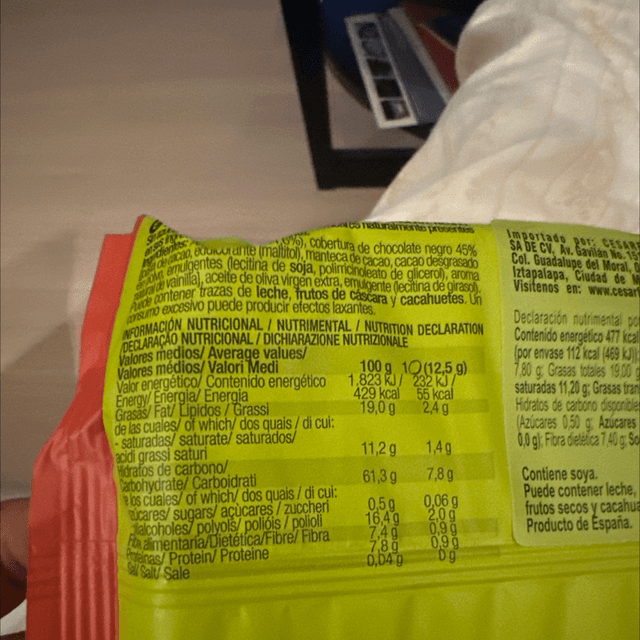 naturalmente presentes
cobertura de chocolate negro 45%
edulcorante (maltitol), manteca de cacao, cacao desgrasado
emulgentes (lecitina de soja, polirricinoleato de glicerol), aroma
natural de vainilla), aceite de oliva virgen extra, emulgente (lecitina de girasol).
Puede contener trazas de leche, frutos de cáscara y cacahuetes. Un
consumo excesivo puede producir efectos laxantes.
INFORMACIÓN NUTRICIONAL / NUTRIMENTAL / NUTRITION DECLARATION
/DECLARAÇÃO NUTRICIONAL / DICHIARAZIONE NUTRIZIONALE
Valores medios/ Average values/
Valores médios/ Valori Medi 100 g 1 (12,5 g)
Valor energético/ Contenido energético 1.823 kJ / 232 kJ /
Energy/ Energia/ Energia 429 kcal 55 kcal
Grasas/ Fat/ Lípidos / Grassi 19,0 g 2,4 g
de las cuales/ of which/ dos quais / di cui:
- saturadas/ saturate/ saturados/
acidi grassi saturi 11,2 g 1,4 g
Hidratos de carbono/
Carbohydrate/ Carboidrati 61,3 g 7,8 g
de los cuales/ of which/ dos quais / di cui:
azúcares/ sugars/ açúcares / zuccheri 0,5 g 0,06 g
polialcoholes/ polyols/ polióis / polioli 16,4 g 2,0 g
Fibra alimentaria/Dietética/Fibre/ Fibra 7,4 g 0,9 g
Proteínas/ Protein/ Proteine 7,8 g 0,9 g
Sal/ Salt/ Sale 0,04 g 0 g
Importado por: CESAR
SA DE CV. Av. Gavilán No. 15
Col. Guadalupe del Moral,
Iztapalapa, Ciudad de M
Visítenos en: www.cesar
Declaración nutrimental po
Contenido energético 477 kcal
(por envase 112 kcal (469 kJ))
7,80 g; Grasas totales 19,00 g
saturadas 11,20 g; Grasas tran
Hidratos de carbono disponible
(Azúcares 0,50 g; Azúcares
0,0 g); Fibra dietética 7,40 g; So
Contiene soya.
Puede contener leche,
frutos secos y cacahua
Producto de España.